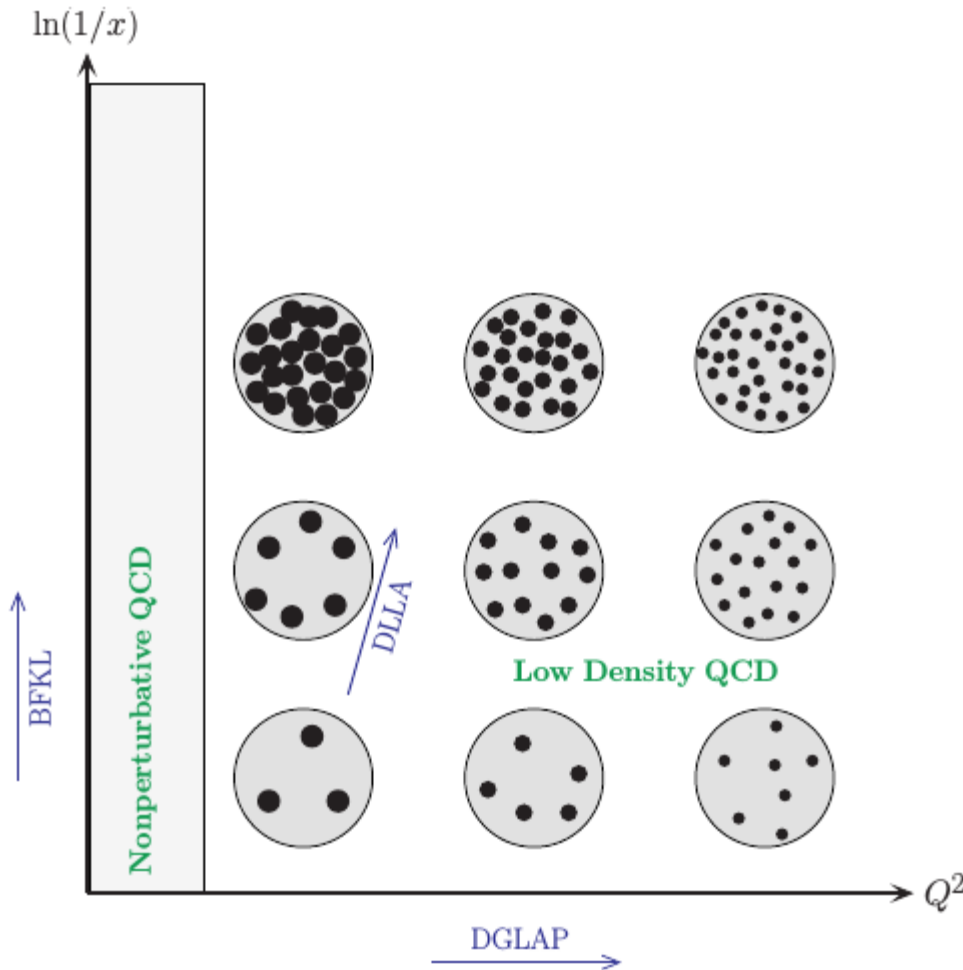 ln(1/x)
Nonperturbative QCD
BFKL
DLLA
Low Density QCD
Q²
DGLAP